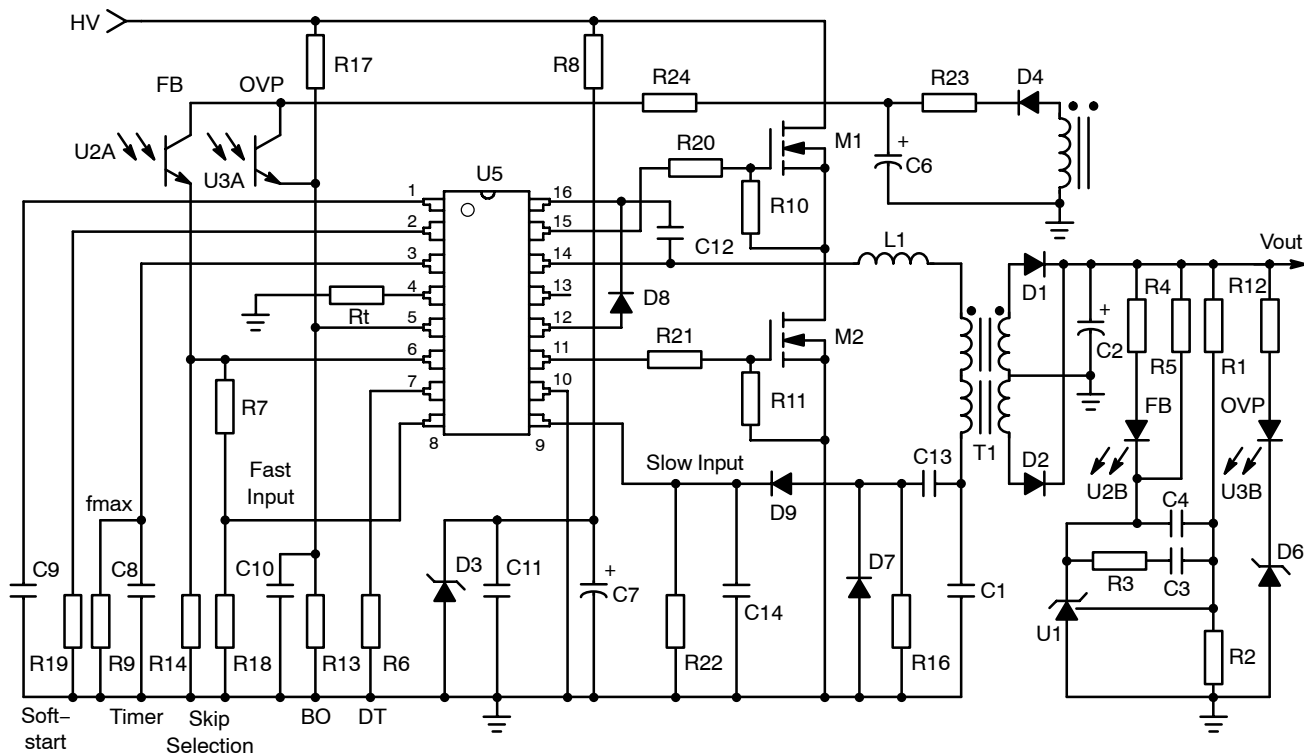 HV
R17
R8
FB
OVP
R24
R23
D4
U2A
U3A
U5
R20
M1
C6
1
16
2
15
R10
3
14
C12
L1
Vout
4
13
Rt
D8
D1
R4
R12
5
12
C2
6
11
R21
M2
R5
R1
7
10
R7
R11
FB
OVP
8
9
T1
Fast
Input
Slow Input
C13
D2
U2B
U3B
fmax
D9
C4
C9
C8
C10
D3
C11
+
C7
C14
D7
C1
R3
C3
D6
U1
R19
R9
R14
R18
R13
R6
R22
R16
R2
Soft–
start
Timer
Skip
Selection
BO
DT
+
+